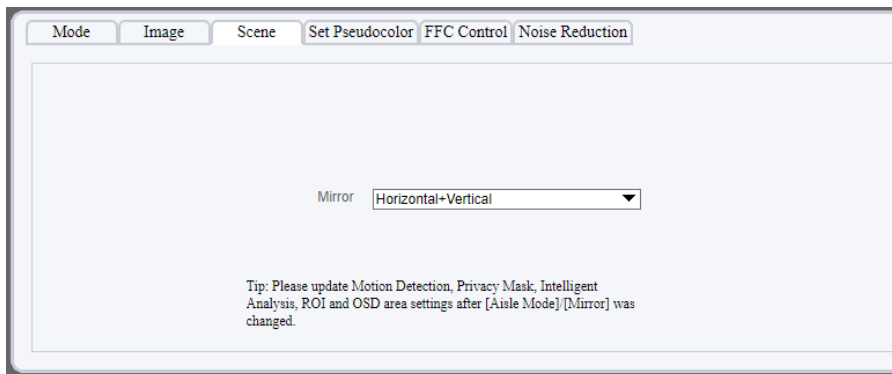 Mode Image Scene Set Pseudocolor FFC Control Noise Reduction
Mirror Horizontal+Vertical
Tip: Please update Motion Detection, Privacy Mask, Intelligent
Analysis, ROI and OSD area settings after [Aisle Mode]/[Mirror] was
changed.